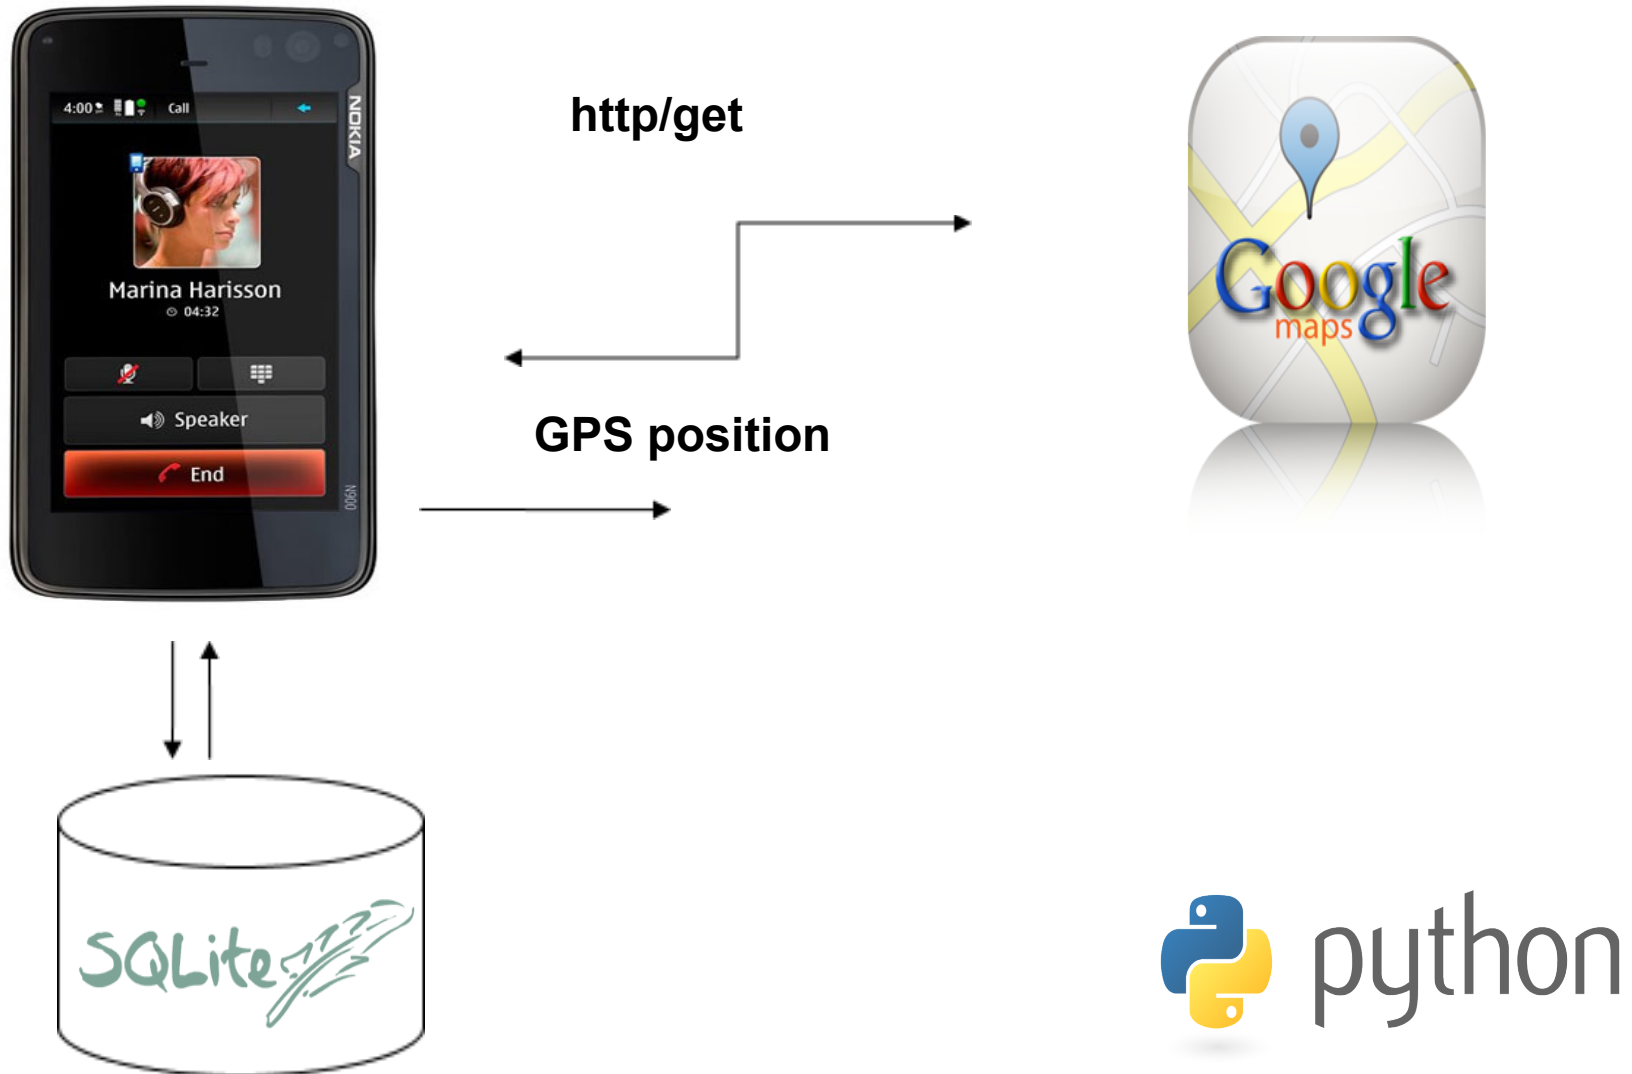 4:00
Call
NOKIA
http/get
Marina Harisson
04:32
Speaker
End
N900
GPS position
Google
maps
SQLite
python